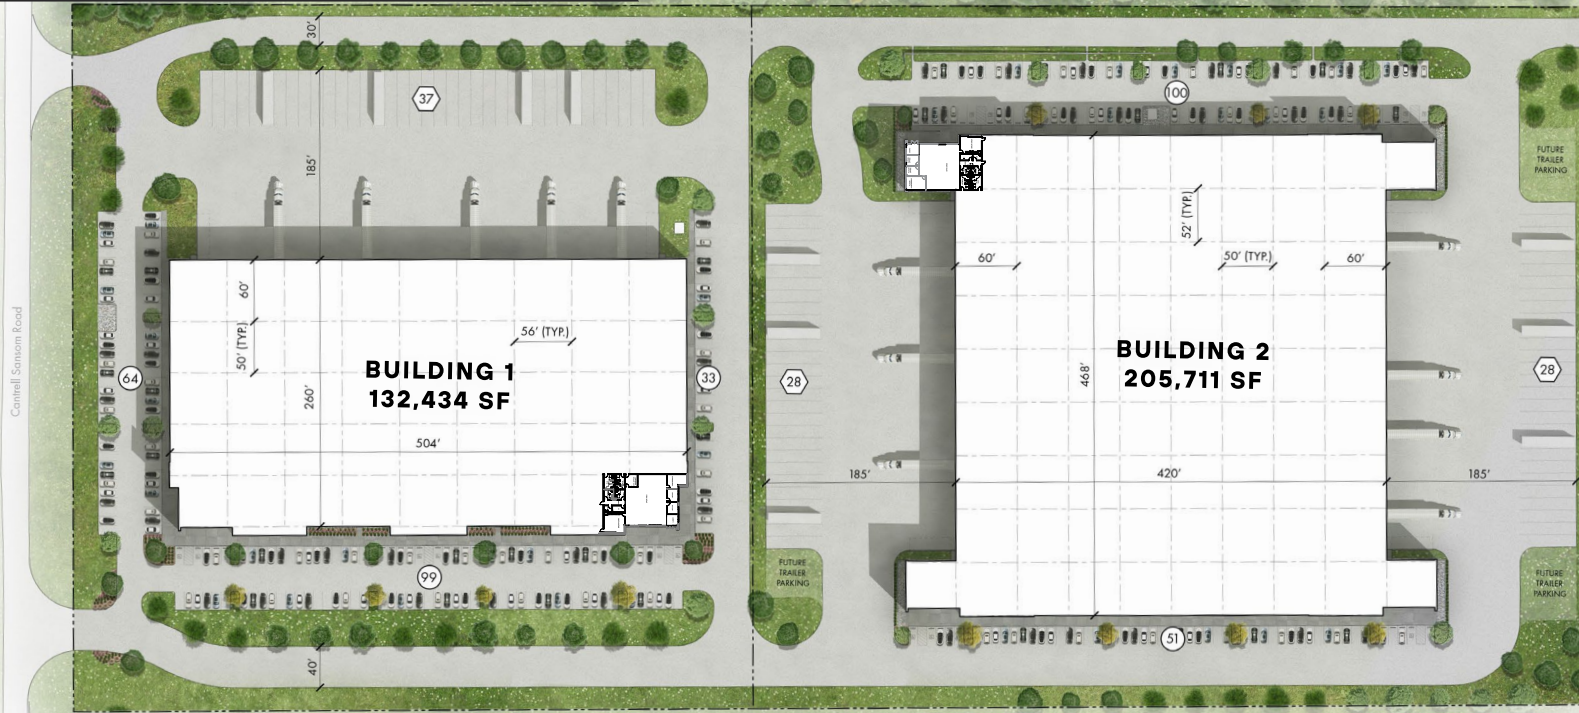 30'
37
185'
60'
50' (TYP.)
56' (TYP.)
BUILDING 1
132,434 SF
260'
504'
64
33
99
40'
Cantrell Sansom Road
100
FUTURE
TRAILER
PARKING
52' (TYP.)
60'
50' (TYP.)
60'
BUILDING 2
205,711 SF
468'
28
28
185'
420'
185'
FUTURE
TRAILER
PARKING
FUTURE
TRAILER
PARKING
51